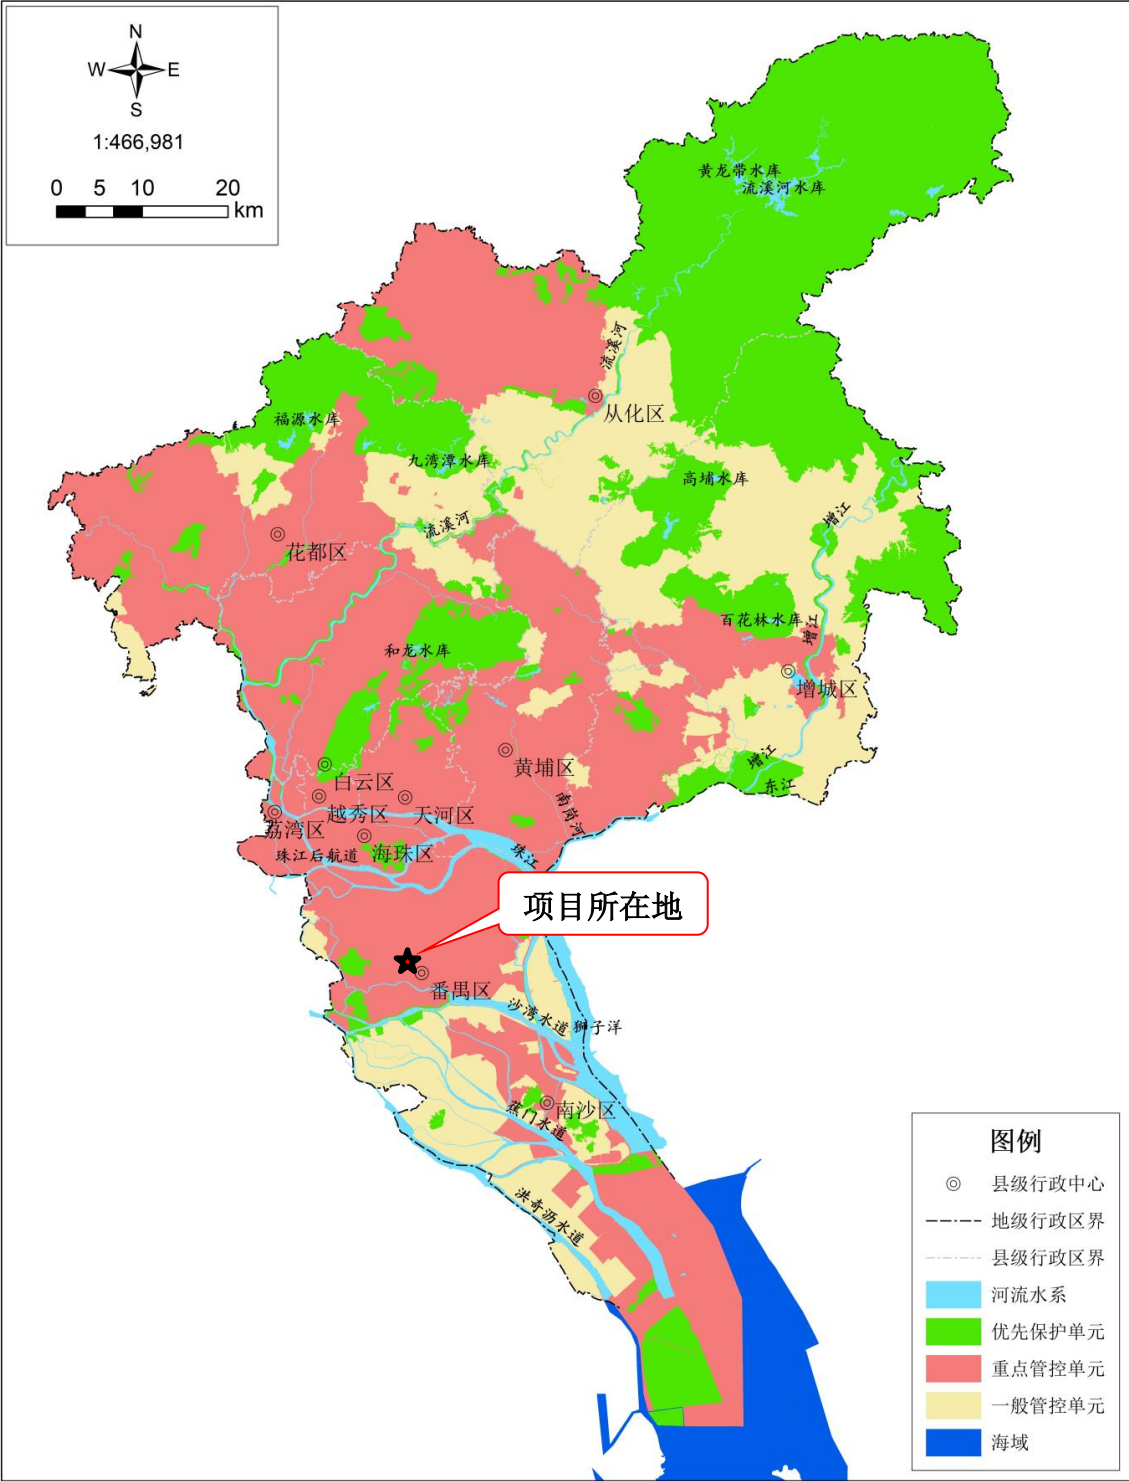 N
W E
S
1:466,981
0 5 10 20
km
黄龙带水库
流溪河水库
流溪河
从化区
福源水库
九湾潭水库
高埔水库
流溪河
增江
花都区
百花林水库
增江
和龙水库
增城区
黄埔区
增江
白云区
东江
越秀区
天河区
南岗河
荔湾区
珠江后航道
海珠区
珠江
项目所在地
番禺区
沙湾水道
狮子洋
南沙区
蕉门水道
洪奇沥水道
图例
县级行政中心
地级行政区界
县级行政区界
河流水系
优先保护单元
重点管控单元
一般管控单元
海域